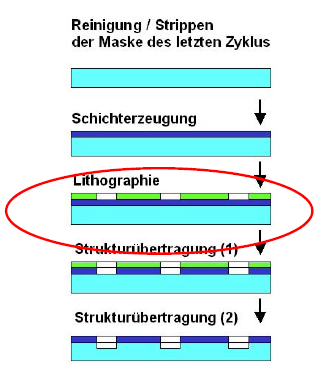 Reinigung / Strippen
der Maske des letzten Zyklus
Schichterzeugung
Lithographie
Strukturübertragung (1)
Strukturübertragung (2)